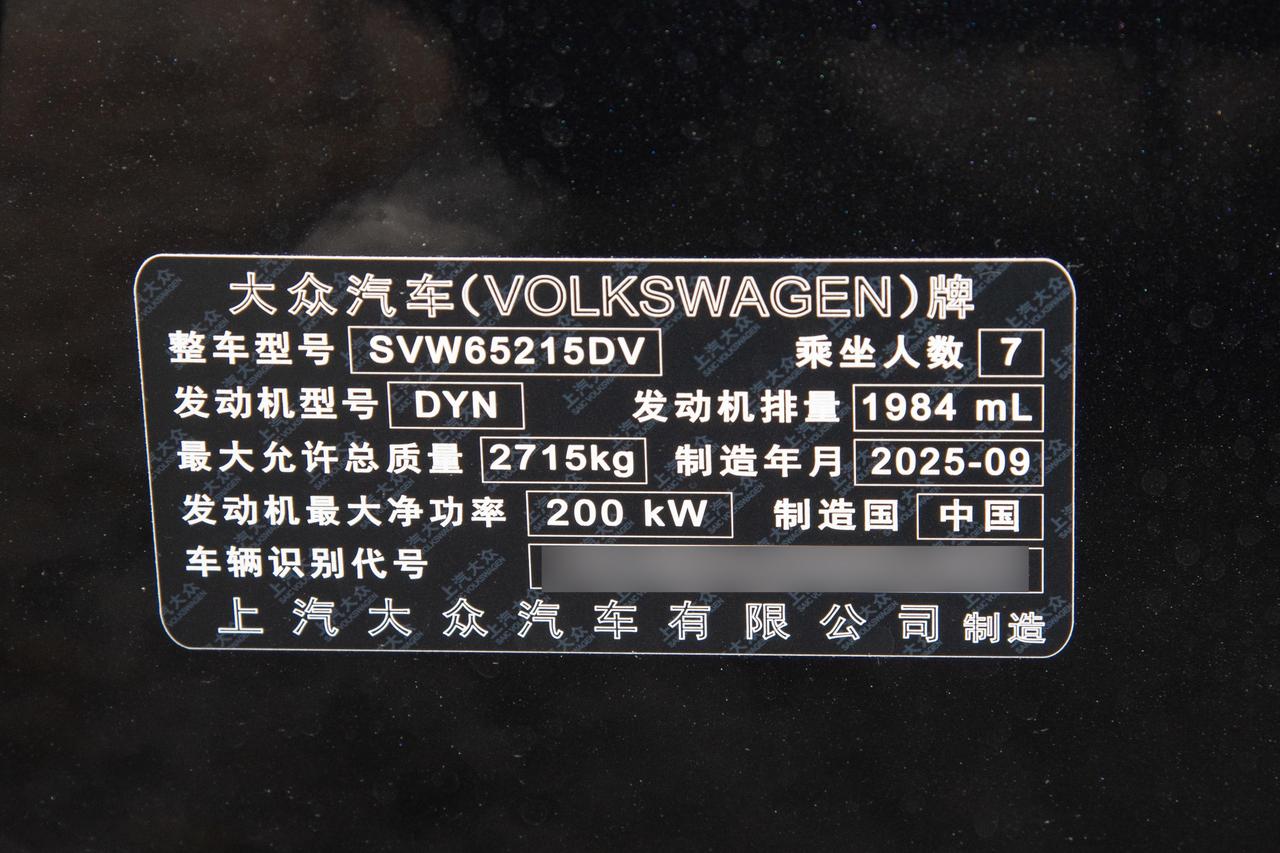 大众汽车(VOLKSWAGEN)牌
整车型号 SVW65215DV 乘坐人数 7
发动机型号 DYN 发动机排量 1984 mL
最大允许总质量 2715kg 制造年月 2025-09
发动机最大净功率 200 kW 制造国 中国
车辆识别代号
上汽大众汽车有限公司 制造